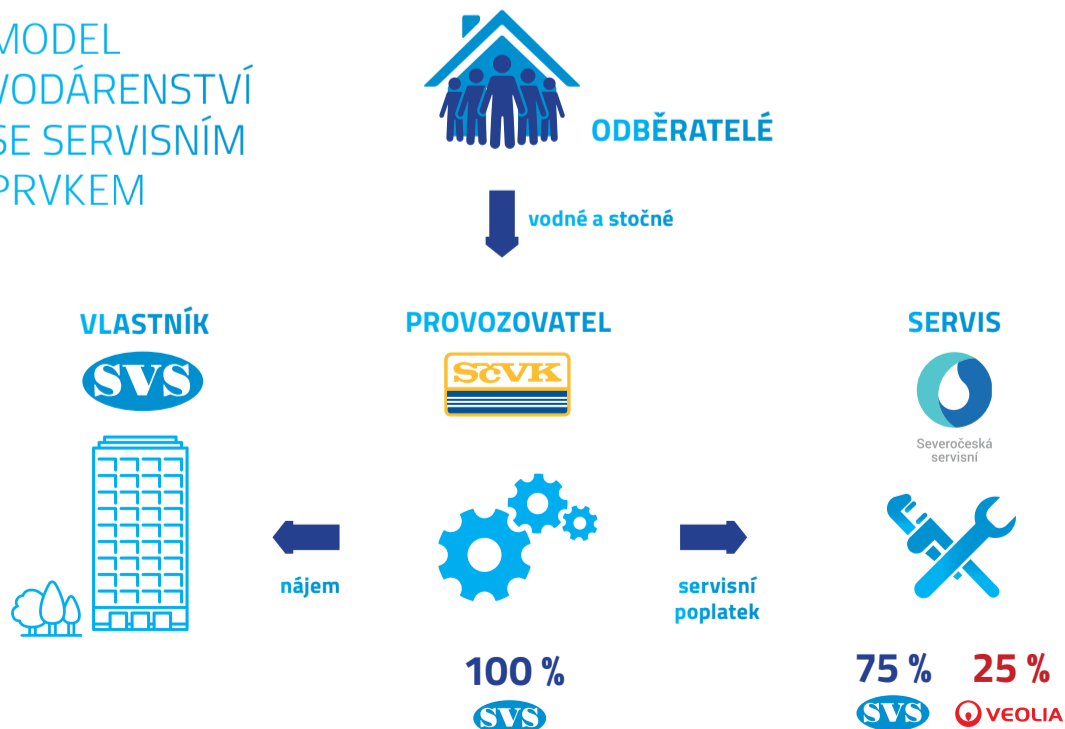 MODEL
VODÁRENSTVÍ
SE SERVISNÍM
PRVKEM
ODBĚRATELÉ
vodné a stočné
VLASTNÍK
SVS
PROVOZOVATEL
SčVK
SERVIS
Severočeská
servisní
nájem
servisní
poplatek
100 %
SVS
75 %
SVS
25 %
VEOLIA